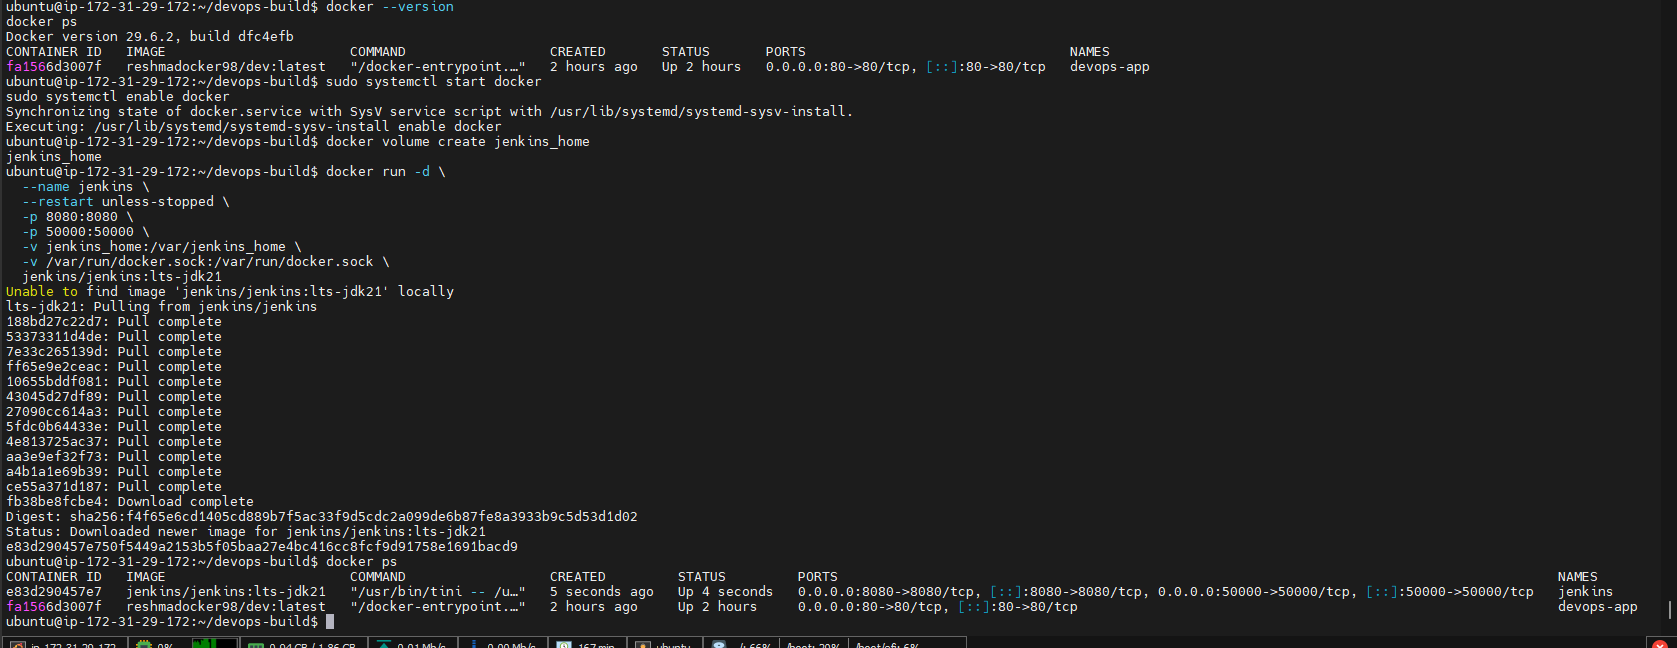 ubuntu@ip-172-31-29-172:~/devops-build$ docker --version
docker ps
Docker version 29.6.2, build dfc4efb
CONTAINER ID   IMAGE                       COMMAND                  CREATED       STATUS       PORTS                                 NAMES
fa1566d3007f   reshmadocker98/dev:latest   "/docker-entrypoint.…"   2 hours ago   Up 2 hours   0.0.0.0:80->80/tcp, [::]:80->80/tcp   devops-app
ubuntu@ip-172-31-29-172:~/devops-build$ sudo systemctl start docker
sudo systemctl enable docker
Synchronizing state of docker.service with SysV service script with /usr/lib/systemd/systemd-sysv-install.
Executing: /usr/lib/systemd/systemd-sysv-install enable docker
ubuntu@ip-172-31-29-172:~/devops-build$ docker volume create jenkins_home
jenkins_home
ubuntu@ip-172-31-29-172:~/devops-build$ docker run -d \
  --name jenkins \
  --restart unless-stopped \
  -p 8080:8080 \
  -p 50000:50000 \
  -v jenkins_home:/var/jenkins_home \
  -v /var/run/docker.sock:/var/run/docker.sock \
  jenkins/jenkins:lts-jdk21
Unable to find image 'jenkins/jenkins:lts-jdk21' locally
lts-jdk21: Pulling from jenkins/jenkins
188bd27c22d7: Pull complete
53373311d4de: Pull complete
7e33c265139d: Pull complete
ff65e9e2ceac: Pull complete
10655bddf081: Pull complete
43045d27df89: Pull complete
27090cc614a3: Pull complete
5fdc0b64433e: Pull complete
4e813725ac37: Pull complete
aa3e9ef32f73: Pull complete
a4b1a1e69b39: Pull complete
ce55a371d187: Pull complete
fb38be8fcbe4: Download complete
Digest: sha256:f4f65e6cd1405cd889b7f5ac33f9d5cdc2a099de6b87fe8a3933b9c5d53d1d02
Status: Downloaded newer image for jenkins/jenkins:lts-jdk21
e83d290457e750f5449a2153b5f05baa27e4bc416cc8fcf9d91758e1691bacd9
ubuntu@ip-172-31-29-172:~/devops-build$ docker ps
CONTAINER ID   IMAGE                       COMMAND                  CREATED         STATUS         PORTS                                                                                          NAMES
e83d290457e7   jenkins/jenkins:lts-jdk21   "/usr/bin/tini -- /u…"   5 seconds ago   Up 4 seconds   0.0.0.0:8080->8080/tcp, [::]:8080->8080/tcp, 0.0.0.0:50000->50000/tcp, [::]:50000->50000/tcp   jenkins
fa1566d3007f   reshmadocker98/dev:latest   "/docker-entrypoint.…"   2 hours ago     Up 2 hours     0.0.0.0:80->80/tcp, [::]:80->80/tcp                                                            devops-app
ubuntu@ip-172-31-29-172:~/devops-build$